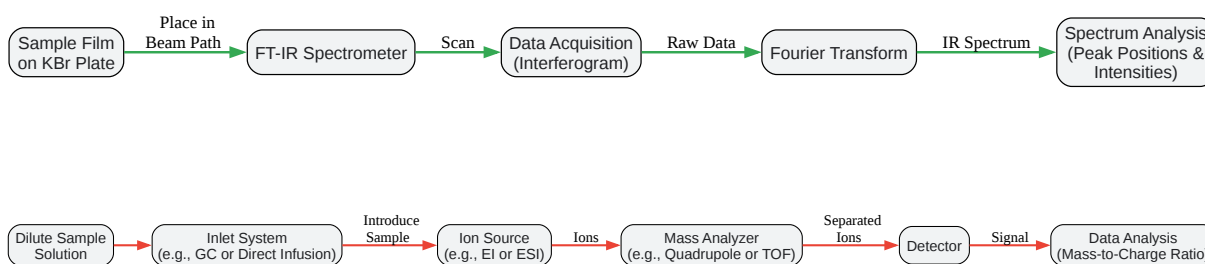 Sample Film
on KBr Plate
Place in
Beam Path
FT-IR Spectrometer
Scan
Data Acquisition
(Interferogram)
Raw Data
Fourier Transform
IR Spectrum
Spectrum Analysis
(Peak Positions &
Intensities)
Dilute Sample
Solution
Inlet System
(e.g., GC or Direct Infusion)
Introduce
Sample
Ion Source
(e.g., EI or ESI)
Ions
Mass Analyzer
(e.g., Quadrupole or TOF)
Separated
Ions
Detector
Signal
Data Analysis
(Mass-to-Charge Ratio)